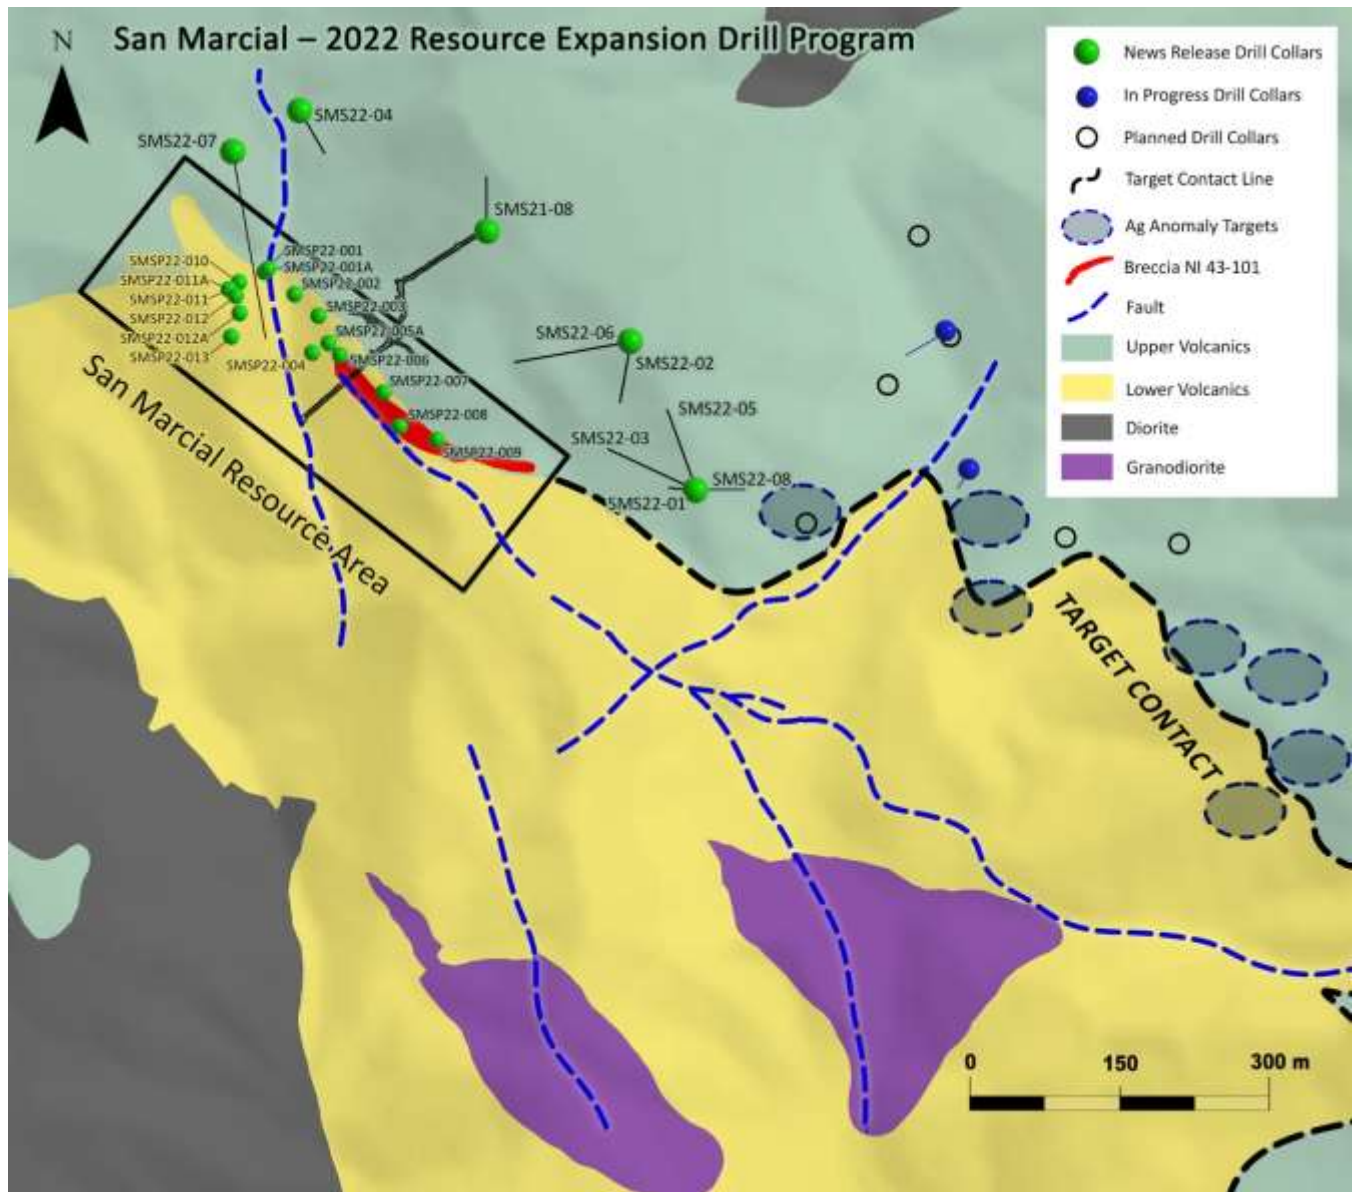 San Marcial – 2022 Resource Expansion Drill Program
N
News Release Drill Collars
In Progress Drill Collars
Planned Drill Collars
Target Contact Line
Ag Anomaly Targets
Breccia NI 43-101
Fault
Upper Volcanics
Lower Volcanics
Diorite
Granodiorite
SMS22-04
SMS22-07
SMS21-08
SMSP22-001
SMSP22-001A
SMSP22-002
SMSP22-003
SMSP22-010
SMSP22-011A
SMSP22-011
SMSP22-012
SMSP22-012A
SMSP22-013
SMSP22-004
SMSP22-005A
SMSP22-006
SMSP22-007
SMSP22-008
SMSP22-009
SMS22-06
SMS22-02
SMS22-05
SMS22-03
SMS22-08
SMS22-01
San Marcial Resource Area
TARGET CONTACT
0 150 300 m